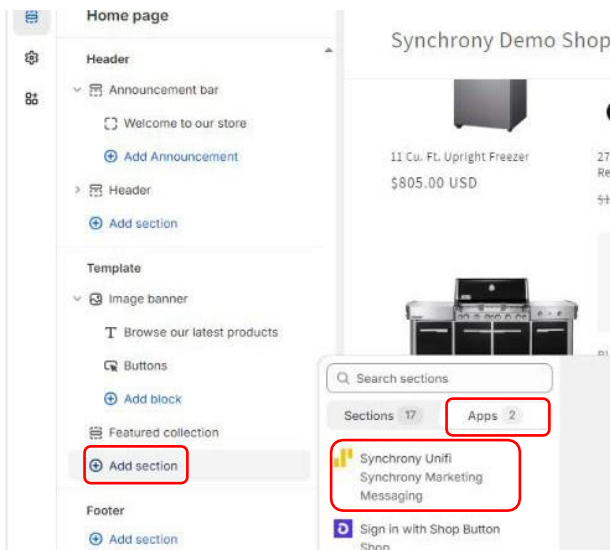 Home page
Header
Announcement bar
Welcome to our store
Add Announcement
Header
Add section
Template
Image banner
Browse our latest products
Buttons
Add block
Featured collection
Add section
Footer
Add section
Synchrony Demo Shop
11 Cu. Ft. Upright Freezer
$805.00 USD
27
Re
Search sections
Sections 17
Apps 2
Synchrony Unifi
Synchrony Marketing
Messaging
Sign in with Shop Button
Shop